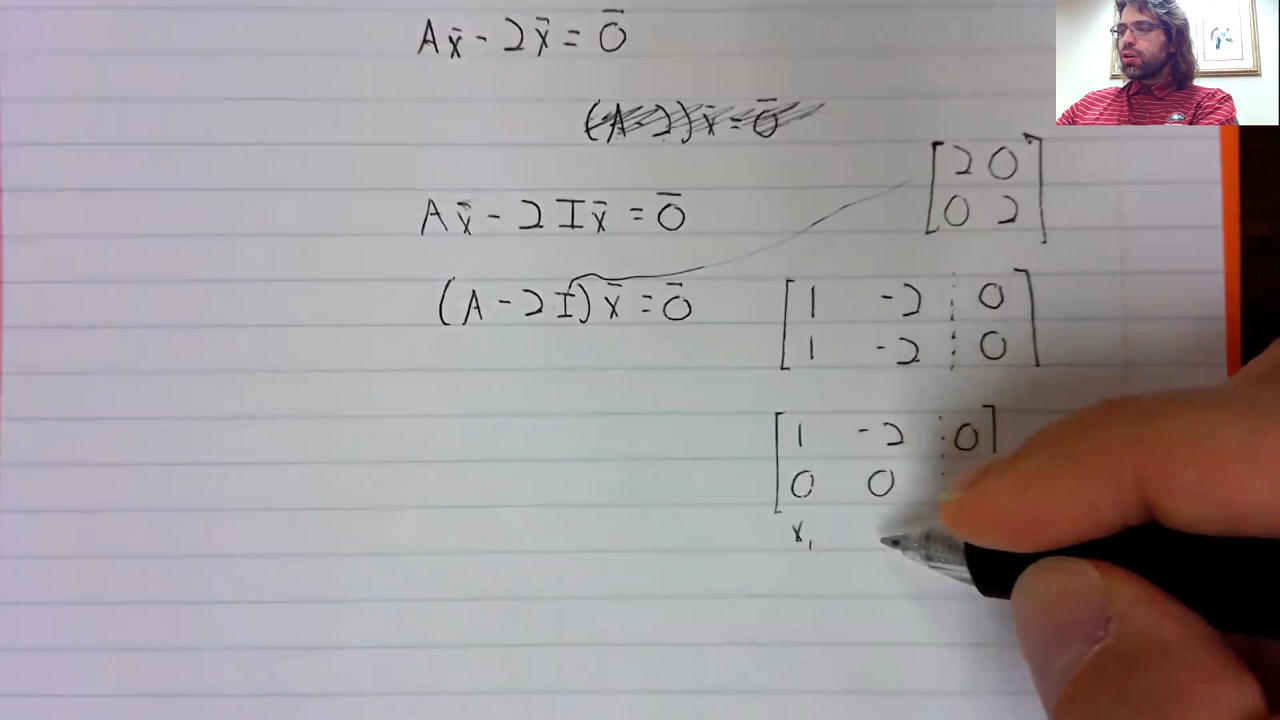 Ax̄ - 2x̄ = 0̄
(A - 2)x̄ = 0̄
[2 0
0 2]
Ax̄ - 2Ix̄ = 0̄
(A - 2I)x̄ = 0̄
[1 -2 ⋮ 0
1 -2 ⋮ 0]
[1 -2 ⋮ 0]
0 0
x₁